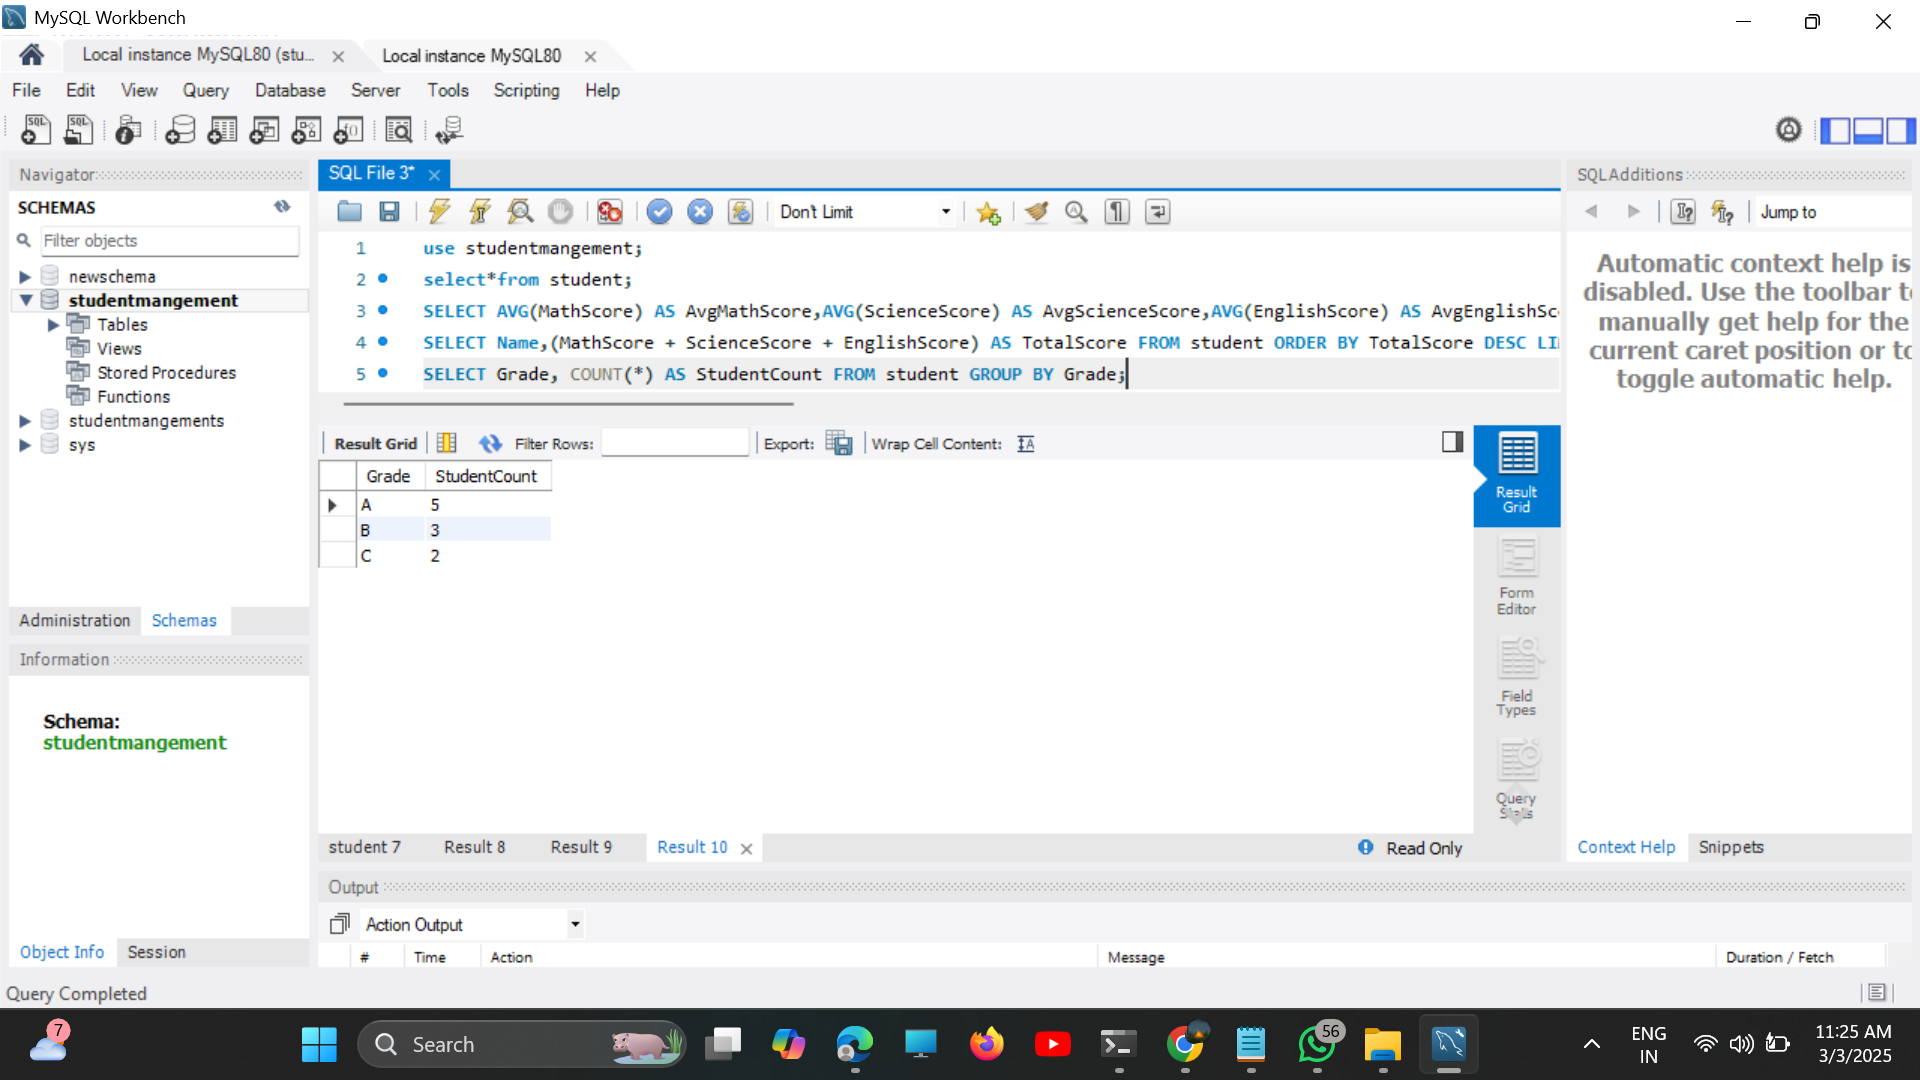 MySQL Workbench
Local instance MySQL80 (stu...
Local instance MySQL80
File Edit View Query Database Server Tools Scripting Help
Navigator
SQL File 3*
SQLAdditions
SCHEMAS
Don't Limit
Jump to
Filter objects
1 use studentmangement;
2 select*from student;
3 SELECT AVG(MathScore) AS AvgMathScore,AVG(ScienceScore) AS AvgScienceScore,AVG(EnglishScore) AS AvgEnglishSc
4 SELECT Name,(MathScore + ScienceScore + EnglishScore) AS TotalScore FROM student ORDER BY TotalScore DESC LI
5 SELECT Grade, COUNT(*) AS StudentCount FROM student GROUP BY Grade;
newschema
studentmangement
Tables
Views
Stored Procedures
Functions
studentmangements
sys
Automatic context help is
disabled. Use the toolbar t
manually get help for the
current caret position or to
toggle automatic help.
Result Grid Filter Rows: Export: Wrap Cell Content:
Grade StudentCount
A 5
B 3
C 2
Result
Grid
Form
Editor
Field
Types
Query
Stats
Administration Schemas
Information
Schema:
studentmangement
student 7 Result 8 Result 9 Result 10
Read Only
Context Help Snippets
Output
Action Output
# Time Action Message Duration / Fetch
Object Info Session
Query Completed
7
Search
56
ENG
IN
11:25 AM
3/3/2025